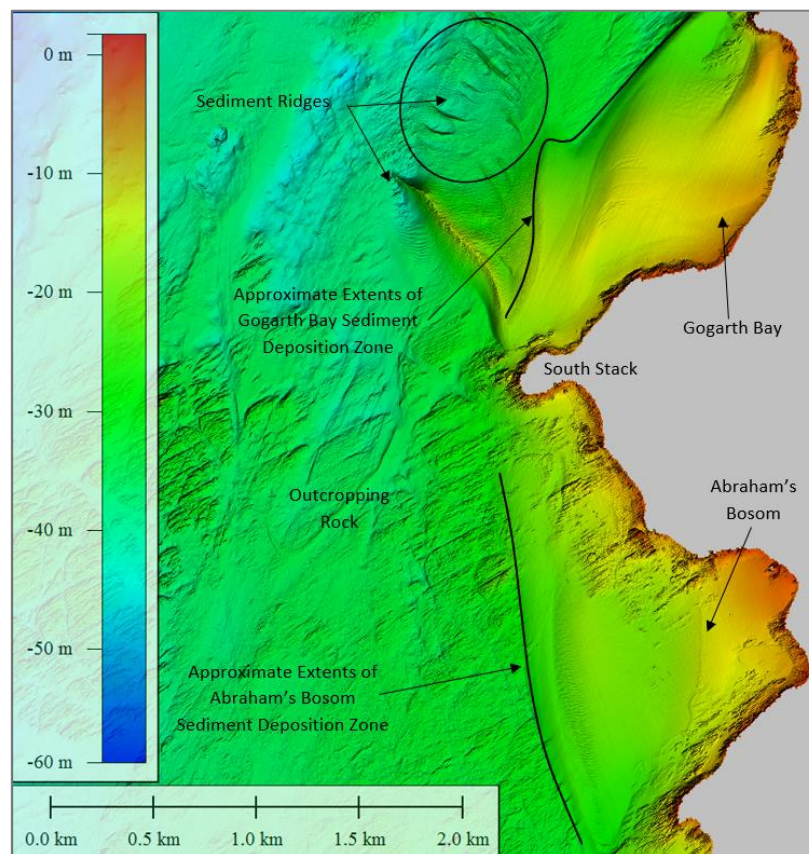 0 m
-10 m
-20 m
-30 m
-40 m
-50 m
-60 m
Sediment Ridges
Approximate Extents of
Gogarth Bay Sediment
Deposition Zone
Gogarth Bay
South Stack
Outcropping
Rock
Abraham's
Bosom
Approximate Extents of
Abraham's Bosom
Sediment Deposition Zone
0.0 km
0.5 km
1.0 km
1.5 km
2.0 km